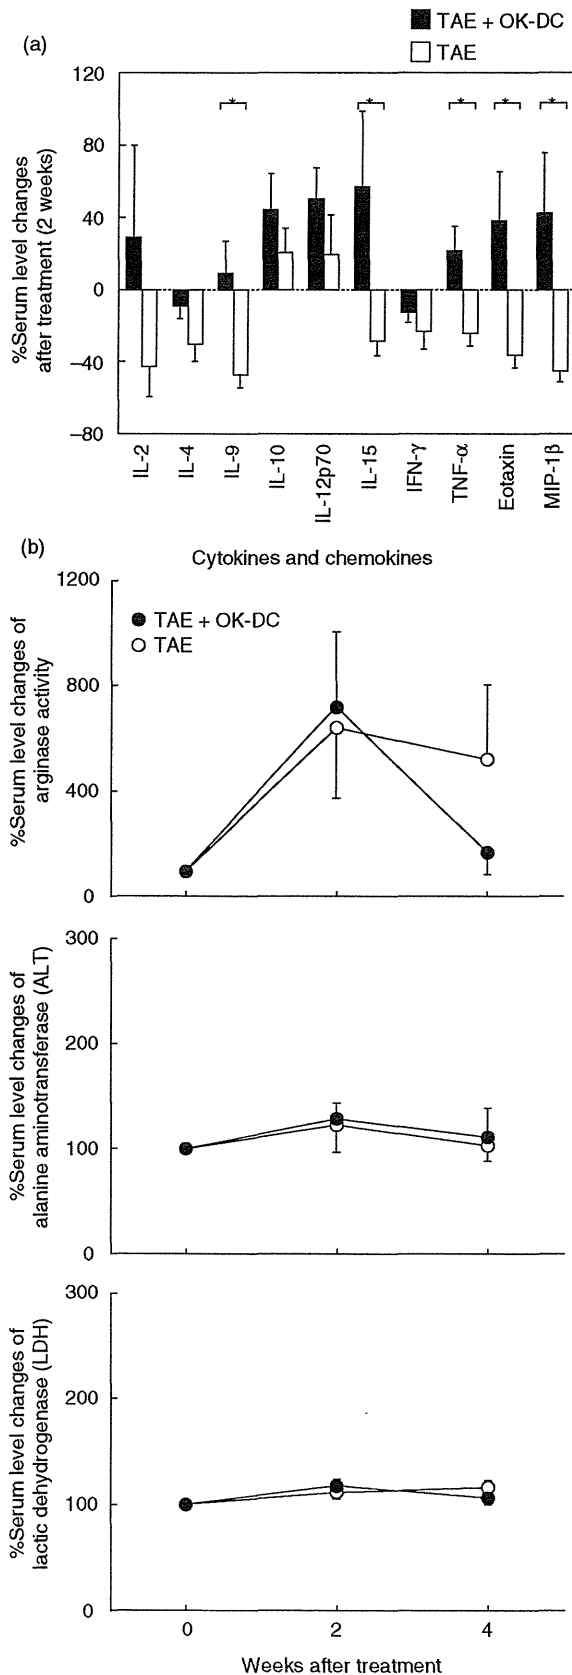 TAE + OK-DC
(a)
TAE
%Serum level changes
after treatment (2 weeks)
120
80
40
0
−40
−80
*
*
*
*
*
IL-2
IL-4
IL-9
IL-10
IL-12p70
IL-15
IFN-γ
TNF-α
Eotaxin
MIP-1β
(b)
Cytokines and chemokines
%Serum level changes of
arginase activity
1200
800
400
0
TAE + OK-DC
TAE
%Serum level changes of
alanine aminotransferase (ALT)
300
200
100
0
%Serum level changes of
lactic dehydrogenase (LDH)
300
200
100
0
0
2
4
Weeks after treatment